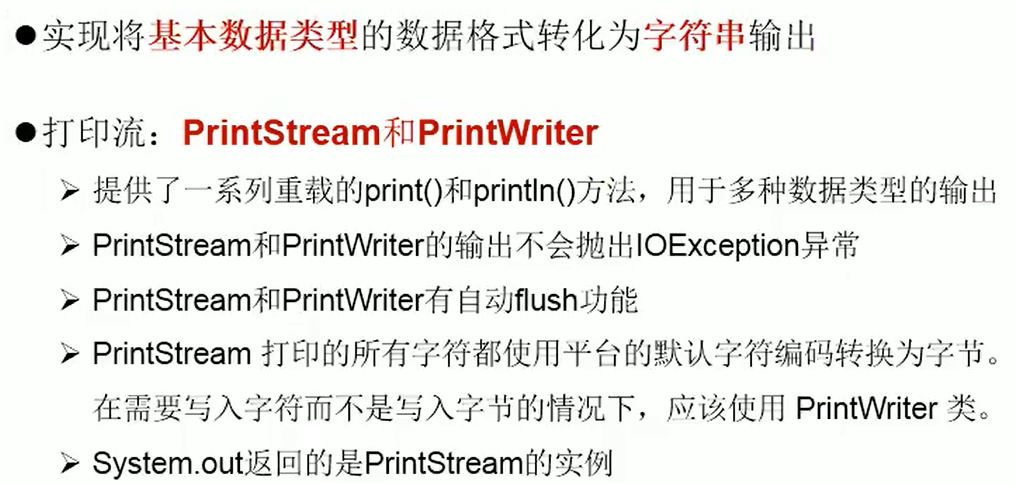 ●实现将基本数据类型的数据格式转化为字符串输出
●打印流：PrintStream和PrintWriter
➢ 提供了一系列重载的print()和println()方法，用于多种数据类型的输出
➢ PrintStream和PrintWriter的输出不会抛出IOException异常
➢ PrintStream和PrintWriter有自动flush功能
➢ PrintStream 打印的所有字符都使用平台的默认字符编码转换为字节。
在需要写入字符而不是写入字节的情况下，应该使用 PrintWriter 类。
➢ System.out返回的是PrintStream的实例